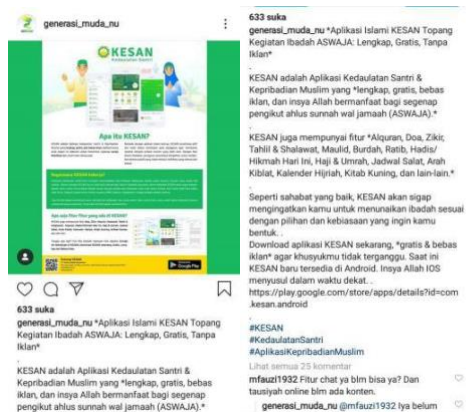 generasi_muda_nu
KESAN
Kedaulatan Santri
Apa itu KESAN?
Google Play
633 suka
generasi_muda_nu *Aplikasi Islami KESAN Topang
Kegiatan Ibadah ASWAJA: Lengkap, Gratis, Tanpa
Iklan*
.
KESAN adalah Aplikasi Kedaulatan Santri &
Kepribadian Muslim yang *lengkap, gratis, bebas
iklan, dan insya Allah bermanfaat bagi segenap
pengikut ahlus sunnah wal jamaah (ASWAJA).*
633 suka
generasi_muda_nu *Aplikasi Islami KESAN Topang
Kegiatan Ibadah ASWAJA: Lengkap, Gratis, Tanpa
Iklan*
.
KESAN adalah Aplikasi Kedaulatan Santri &
Kepribadian Muslim yang *lengkap, gratis, bebas
iklan, dan insya Allah bermanfaat bagi segenap
pengikut ahlus sunnah wal jamaah (ASWAJA).*
.
KESAN juga mempunyai fitur *Alquran, Doa, Zikir,
Tahlil & Shalawat, Maulid, Burdah, Ratib, Hadis/
Hikmah Hari Ini, Haji & Umrah, Jadwal Salat, Arah
Kiblat, Kalender Hijriah, Kitab Kuning, dan lain-lain.*
.
Seperti sahabat yang baik, KESAN akan sigap
mengingatkan kamu untuk menunaikan ibadah sesuai
dengan pilihan dan kebiasaan yang ingin kamu
bentuk. .
Download aplikasi KESAN sekarang, *gratis & bebas
iklan* agar khusyukmu tidak terganggu. Saat ini
KESAN baru tersedia di Android. Insya Allah IOS
menyusul dalam waktu dekat. .
https://play.google.com/store/apps/details?id=com
.kesan.android
.
#KESAN
#KedaulatanSantri
#AplikasiKepribadianMuslim
Lihat semua 25 komentar
mfauzi1932 Fitur chat ya blm bisa ya? Dan
tausiyah online blm ada konten.
generasi_muda_nu @mfauzi1932 Iya belum